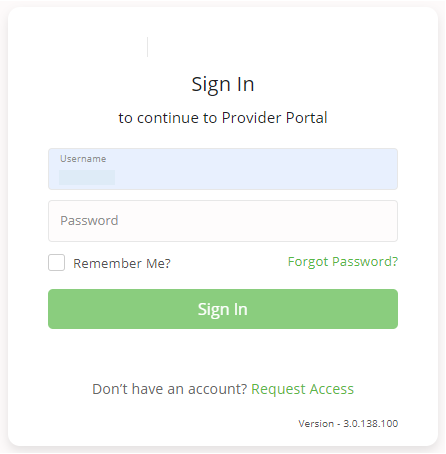 Sign In
to continue to Provider Portal
Username
Password
Remember Me?
Forgot Password?
Sign In
Don’t have an account? Request Access
Version - 3.0.138.100